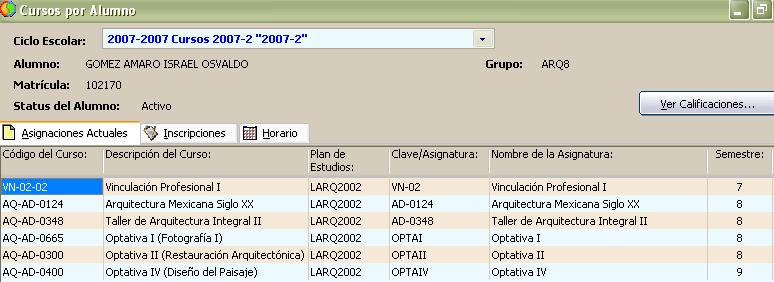 Cursos por Alumno
Ciclo Escolar: 2007-2007 Cursos 2007-2 "2007-2"
Alumno: GOMEZ AMARO ISRAEL OSVALDO Grupo: ARQ8
Matrícula: 102170
Status del Alumno: Activo
Ver Calificaciones...
Asignaciones Actuales Inscripciones Horario
Código del Curso: Descripción del Curso: Plan de Estudios: Clave/Asignatura: Nombre de la Asignatura: Semestre:
VN-02-02 Vinculación Profesional I LARQ2002 VN-02 Vinculación Profesional I 7
AQ-AD-0124 Arquitectura Mexicana Siglo XX LARQ2002 AD-0124 Arquitectura Mexicana Siglo XX 8
AQ-AD-0348 Taller de Arquitectura Integral II LARQ2002 AD-0348 Taller de Arquitectura Integral II 8
AQ-AD-0665 Optativa I (Fotografía I) LARQ2002 OPTAI Optativa I 8
AQ-AD-0300 Optativa II (Restauración Arquitectónica) LARQ2002 OPTAII Optativa II 8
AQ-AD-0400 Optativa IV (Diseño del Paisaje) LARQ2002 OPTAIV Optativa IV 9